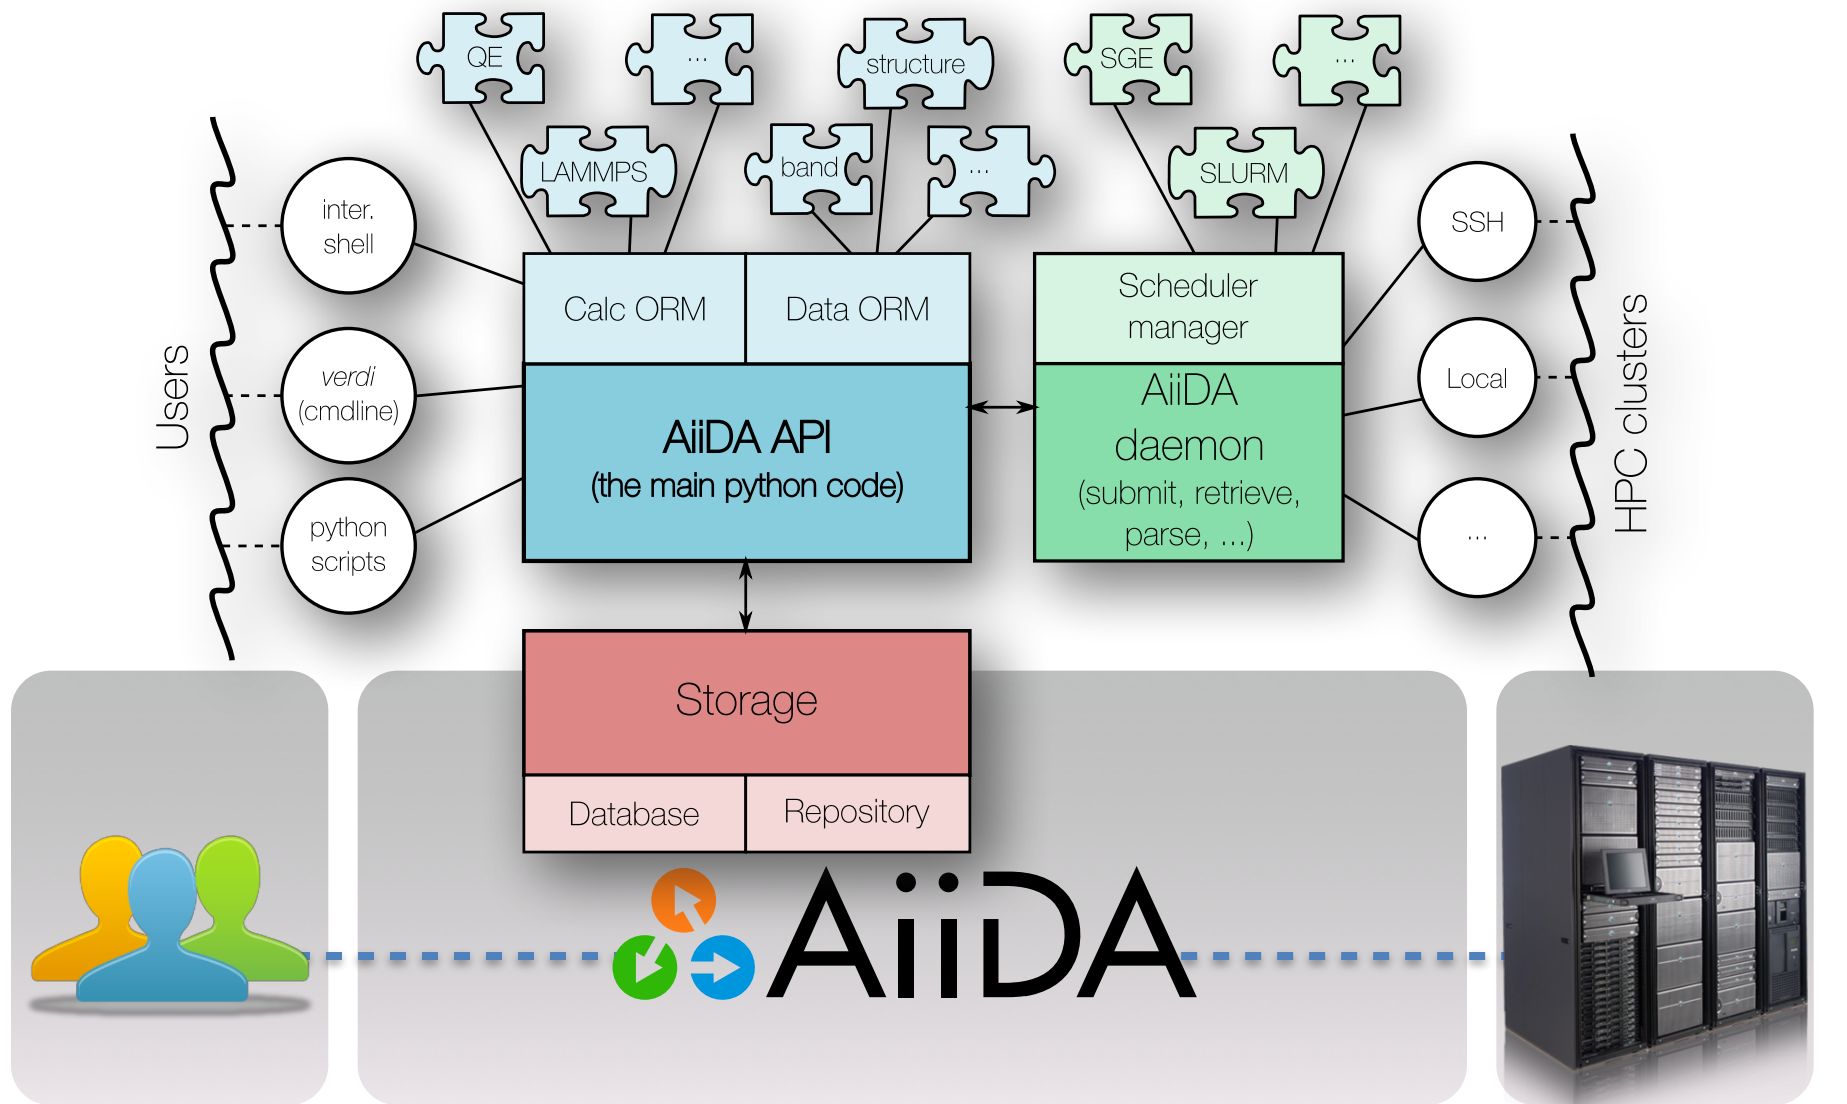 QE
...
structure
SGE
...
LAMMPS
band
...
SLURM
inter.
shell
SSH
Calc ORM
Data ORM
Scheduler
manager
Users
verdi
(cmdline)
AiiDA API
(the main python code)
AiiDA
daemon
(submit, retrieve,
parse, ...)
Local
HPC clusters
python
scripts
...
Storage
Database
Repository
AiiDA